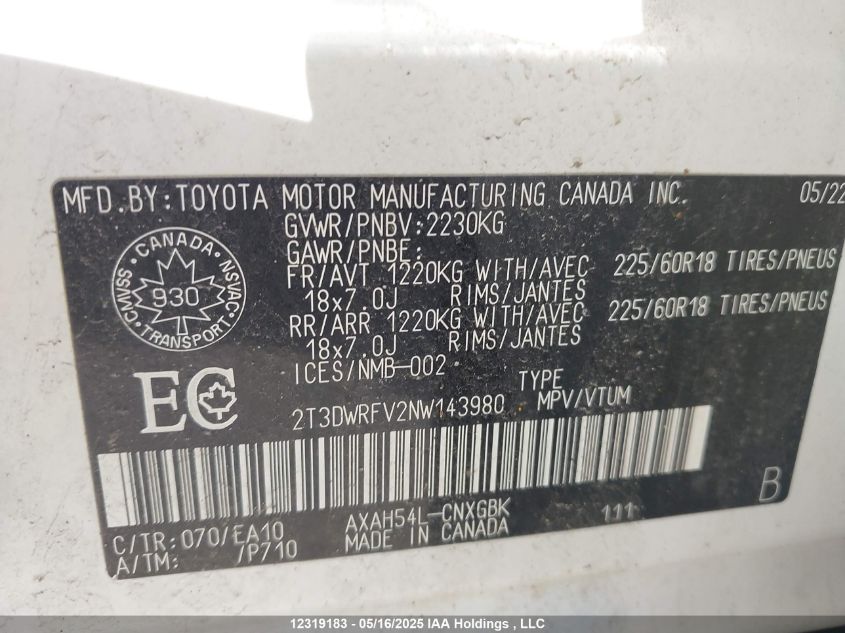 MFD.BY:TOYOTA MOTOR MANUFACTURING CANADA INC. 05/22
GVWR/PNBV:2230KG
GAWR/PNBE:
FR/AVT 1220KG WITH/AVEC 225/60R18 TIRES/PNEUS
18x7.0J RIMS/JANTES
RR/ARR 1220KG WITH/AVEC 225/60R18 TIRES/PNEUS
18x7.0J RIMS/JANTES
ICES/NMB-002
CANADA
CMVSS 930 NSVAC
TRANSPORT
EC
TYPE
2T3DWRFV2NW143980 MPV/VTUM
B
C/TR:070/EA10 AXAH54L-CNXGBK 111
A/TM: /P710 MADE IN CANADA
12319183 - 05/16/2025 IAA Holdings , LLC